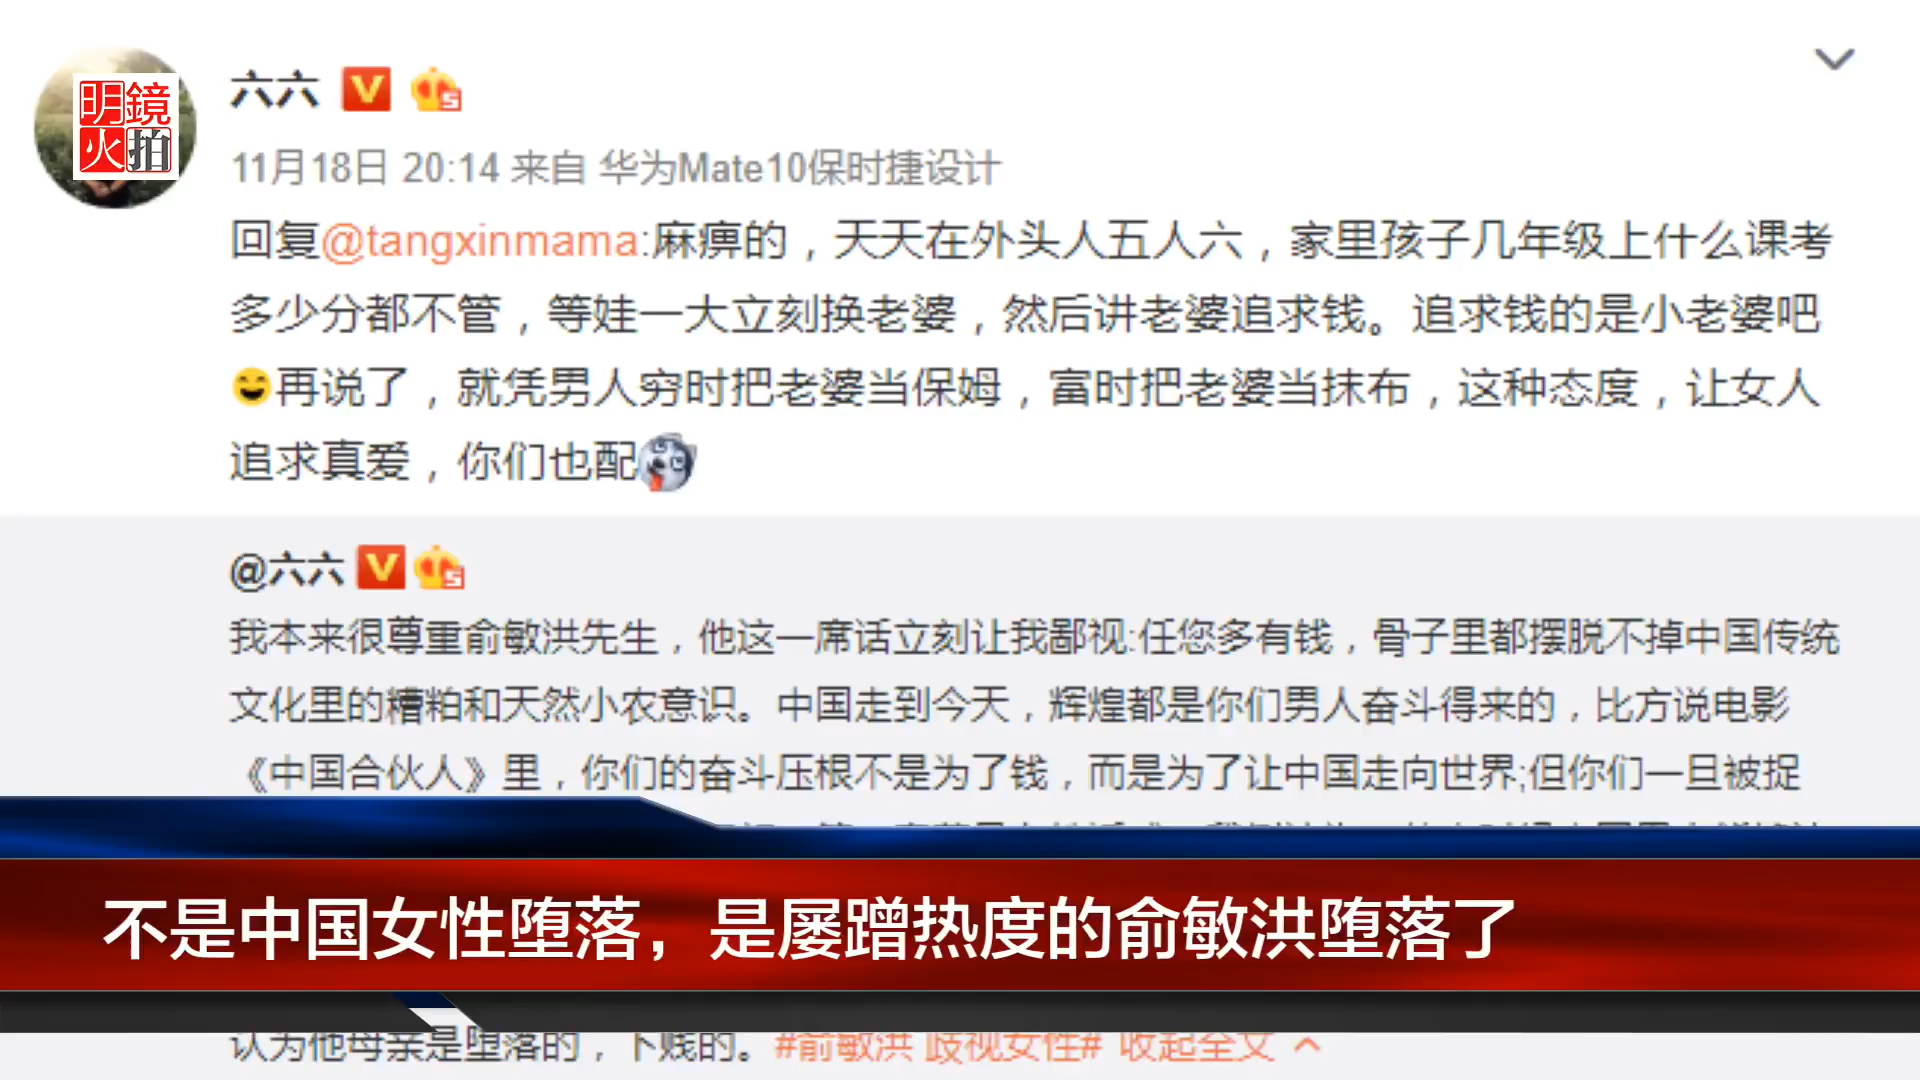 明鏡
火拍
六六
11月18日 20:14 来自 华为Mate10保时捷设计
回复@tangxinmama:麻痹的，天天在外头人五人六，家里孩子几年级上什么课考
多少分都不管，等娃一大立刻换老婆，然后讲老婆追求钱。追求钱的是小老婆吧
再说了，就凭男人穷时把老婆当保姆，富时把老婆当抹布，这种态度，让女人
追求真爱，你们也配
@六六
我本来很尊重俞敏洪先生，他这一席话立刻让我鄙视:任您多有钱，骨子里都摆脱不掉中国传统
文化里的糟粕和天然小农意识。中国走到今天，辉煌都是你们男人奋斗得来的，比方说电影
《中国合伙人》里，你们的奋斗压根不是为了钱，而是为了让中国走向世界;但你们一旦被捉
不是中国女性堕落，是屡蹭热度的俞敏洪堕落了
认为他母亲是堕落的，下贱的。#俞敏洪 歧视女性# 收起全文